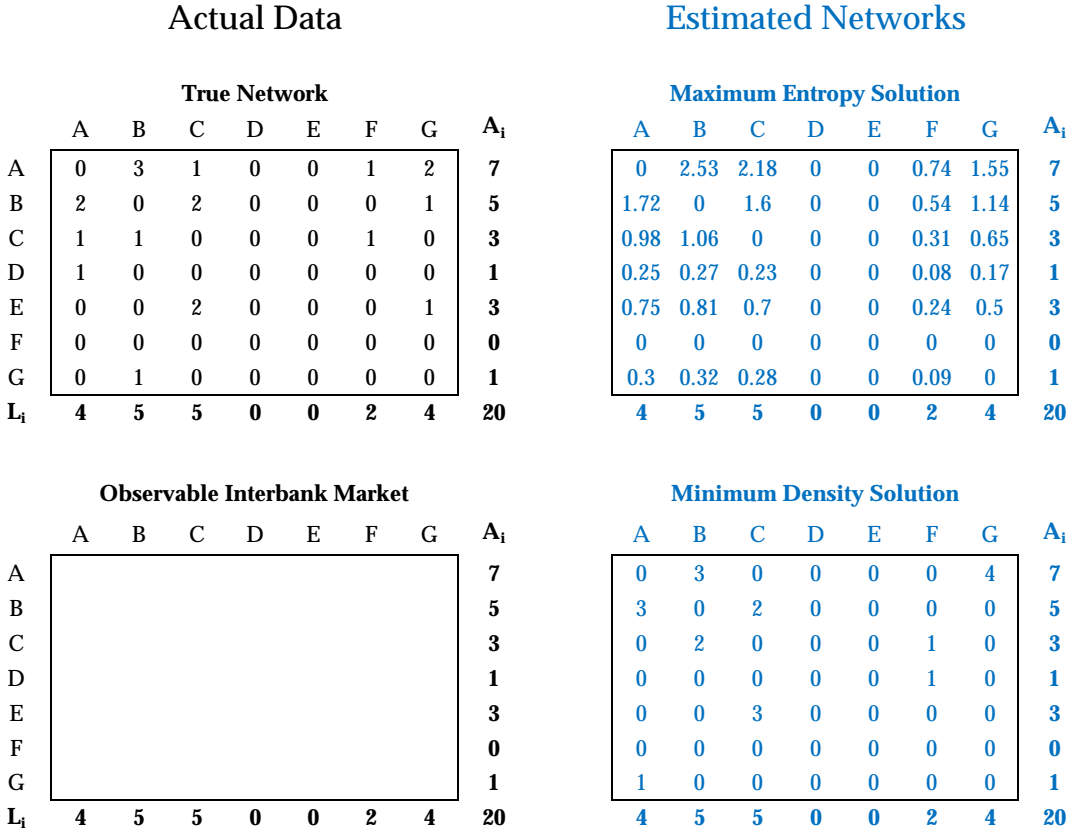 Actual Data
True Network
A B C D E F G Ai
A 0 3 1 0 0 1 2 7
B 2 0 2 0 0 0 1 5
C 1 1 0 0 0 1 0 3
D 1 0 0 0 0 0 0 1
E 0 0 2 0 0 0 1 3
F 0 0 0 0 0 0 0 0
G 0 1 0 0 0 0 0 1
Li 4 5 5 0 0 2 4 20
Observable Interbank Market
A B C D E F G Ai
A 7
B 5
C 3
D 1
E 3
F 0
G 1
Li 4 5 5 0 0 2 4 20
Estimated Networks
Maximum Entropy Solution
A B C D E F G Ai
0 2.53 2.18 0 0 0.74 1.55 7
1.72 0 1.6 0 0 0.54 1.14 5
0.98 1.06 0 0 0 0.31 0.65 3
0.25 0.27 0.23 0 0 0.08 0.17 1
0.75 0.81 0.7 0 0 0.24 0.5 3
0 0 0 0 0 0 0 0
0.3 0.32 0.28 0 0 0.09 0 1
4 5 5 0 0 2 4 20
Minimum Density Solution
A B C D E F G Ai
0 3 0 0 0 0 4 7
3 0 2 0 0 0 0 5
0 2 0 0 0 1 0 3
0 0 0 0 0 1 0 1
0 0 3 0 0 0 0 3
0 0 0 0 0 0 0 0
1 0 0 0 0 0 0 1
4 5 5 0 0 2 4 20